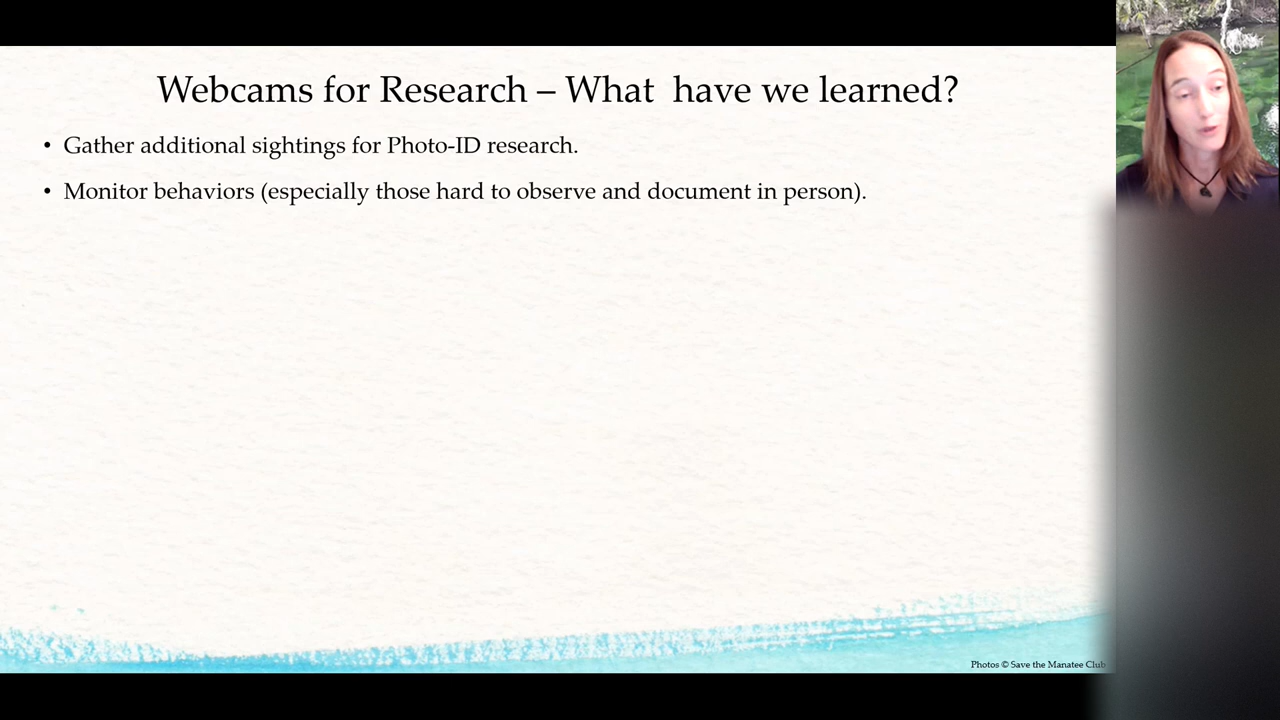 Webcams for Research – What  have we learned?
• Gather additional sightings for Photo-ID research.
• Monitor behaviors (especially those hard to observe and document in person).
Photos © Save the Manatee Club